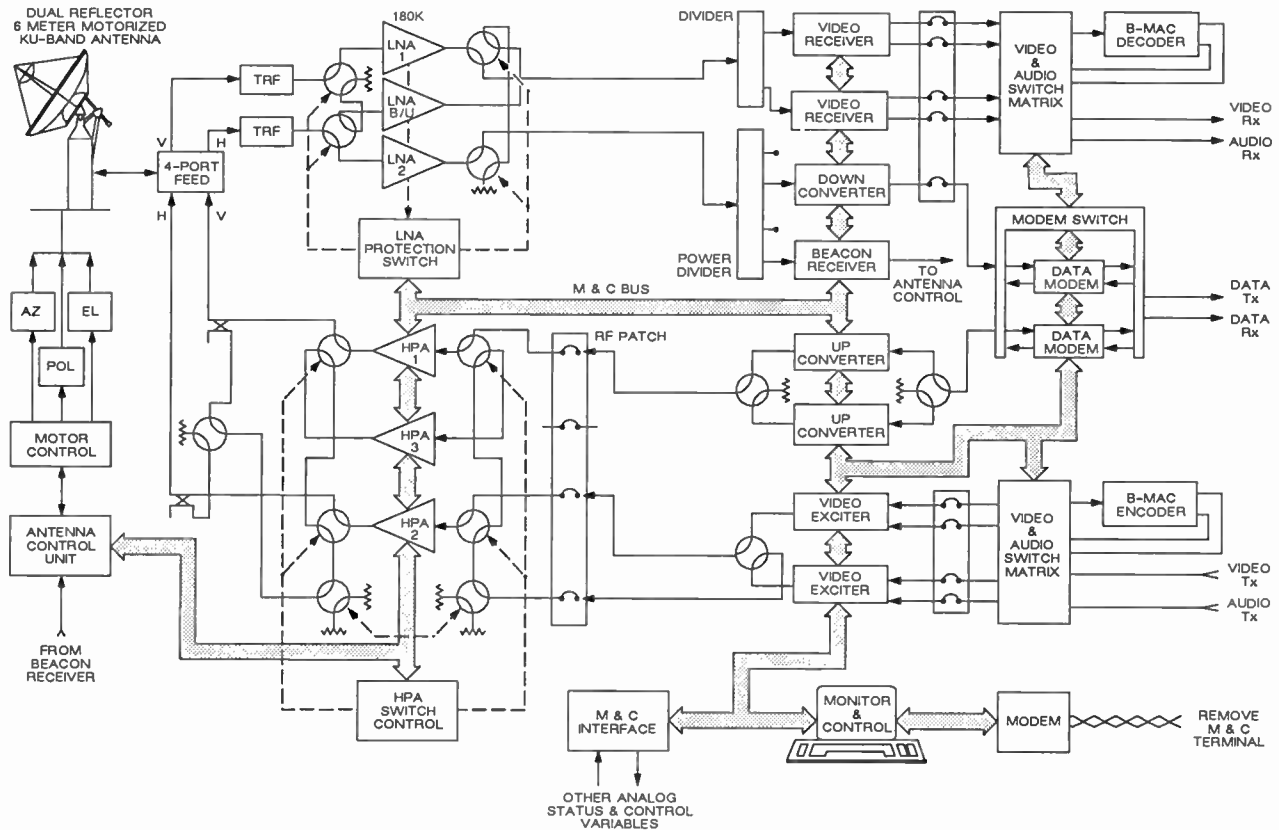 DUAL REFLECTOR
6 METER MOTORIZED
KU-BAND ANTENNA
180K
LNA
1
LNA
B/U
LNA
2
TRF
TRF
V
H
4-PORT
FEED
H
V
LNA
PROTECTION
SWITCH
DIVIDER
POWER
DIVIDER
VIDEO
RECEIVER
VIDEO
RECEIVER
DOWN
CONVERTER
BEACON
RECEIVER
TO
ANTENNA
CONTROL
VIDEO
&
AUDIO
SWITCH
MATRIX
B-MAC
DECODER
VIDEO
Rx
AUDIO
Rx
MODEM SWITCH
DATA
MODEM
DATA
MODEM
DATA
Tx
DATA
Rx
M & C BUS
AZ
EL
POL
MOTOR
CONTROL
ANTENNA
CONTROL
UNIT
FROM
BEACON
RECEIVER
HPA
1
HPA
3
HPA
2
RF PATCH
UP
CONVERTER
UP
CONVERTER
VIDEO
EXCITER
VIDEO
EXCITER
VIDEO
&
AUDIO
SWITCH
MATRIX
B-MAC
ENCODER
VIDEO
Tx
AUDIO
Tx
HPA
SWITCH
CONTROL
M & C
INTERFACE
OTHER ANALOG
STATUS & CONTROL
VARIABLES
MONITOR
&
CONTROL
MODEM
REMOVE
M & C
TERMINAL